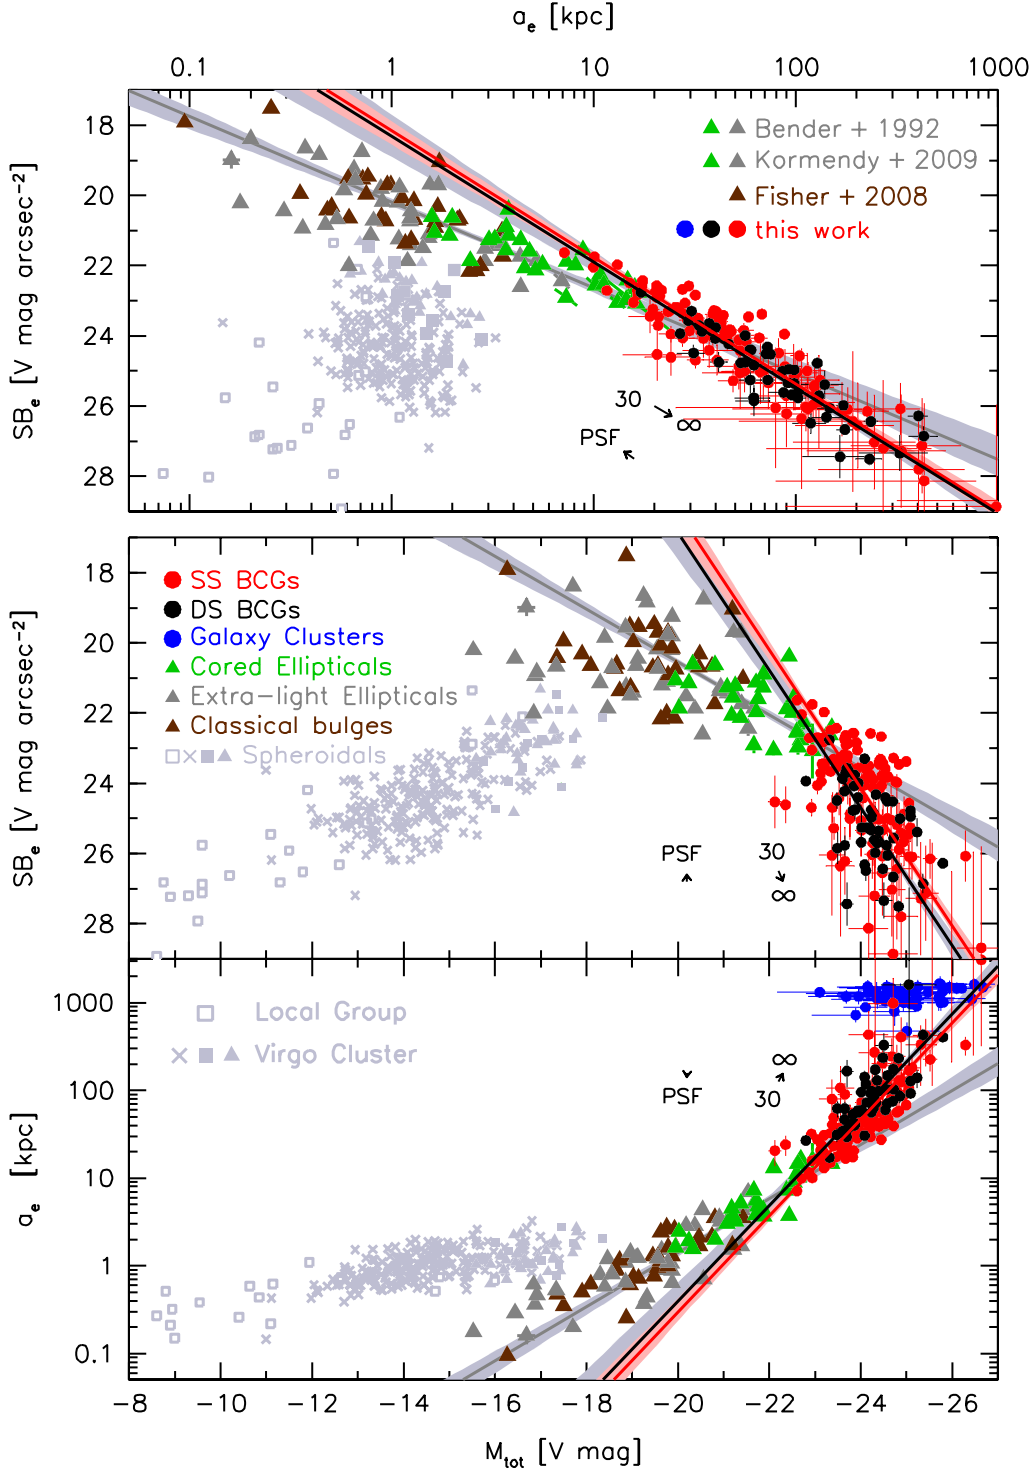 a_e [kpc]
0.1 1 10 100 1000
18
20
22
24
26
28
SB_e [V mag arcsec⁻²]
Bender + 1992
Kormendy + 2009
Fisher + 2008
this work
30
∞
PSF
18
20
22
24
26
28
SB_e [V mag arcsec⁻²]
SS BCGs
DS BCGs
Galaxy Clusters
Cored Ellipticals
Extra-light Ellipticals
Classical bulges
Spheroidals
PSF
30
∞
1000
100
10
1
0.1
a_e [kpc]
Local Group
Virgo Cluster
∞
PSF
30
-8 -10 -12 -14 -16 -18 -20 -22 -24 -26
M_tot [V mag]